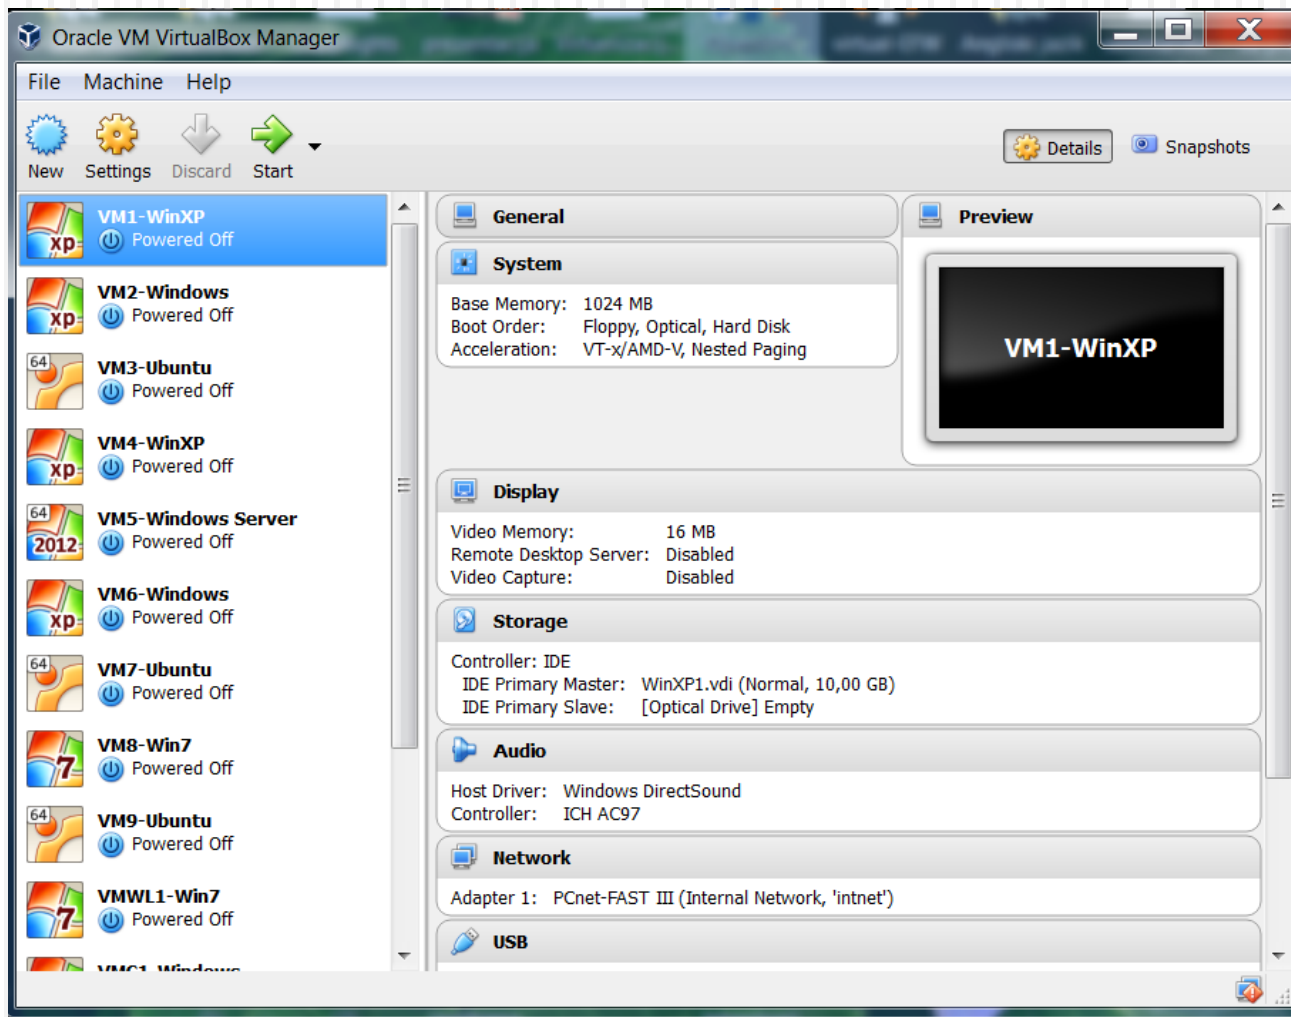 Oracle VM VirtualBox Manager
File Machine Help
New Settings Discard Start
Details Snapshots
VM1-WinXP
Powered Off
xp
VM2-Windows
Powered Off
xp
64
VM3-Ubuntu
Powered Off
VM4-WinXP
Powered Off
xp
64
VM5-Windows Server
2012
Powered Off
VM6-Windows
Powered Off
xp
64
VM7-Ubuntu
Powered Off
VM8-Win7
7
Powered Off
64
VM9-Ubuntu
Powered Off
VMWL1-Win7
7
Powered Off
VMC1-Windows
General
System
Base Memory: 1024 MB
Boot Order: Floppy, Optical, Hard Disk
Acceleration: VT-x/AMD-V, Nested Paging
Preview
VM1-WinXP
Display
Video Memory: 16 MB
Remote Desktop Server: Disabled
Video Capture: Disabled
Storage
Controller: IDE
IDE Primary Master: WinXP1.vdi (Normal, 10,00 GB)
IDE Primary Slave: [Optical Drive] Empty
Audio
Host Driver: Windows DirectSound
Controller: ICH AC97
Network
Adapter 1: PCnet-FAST III (Internal Network, 'intnet')
USB